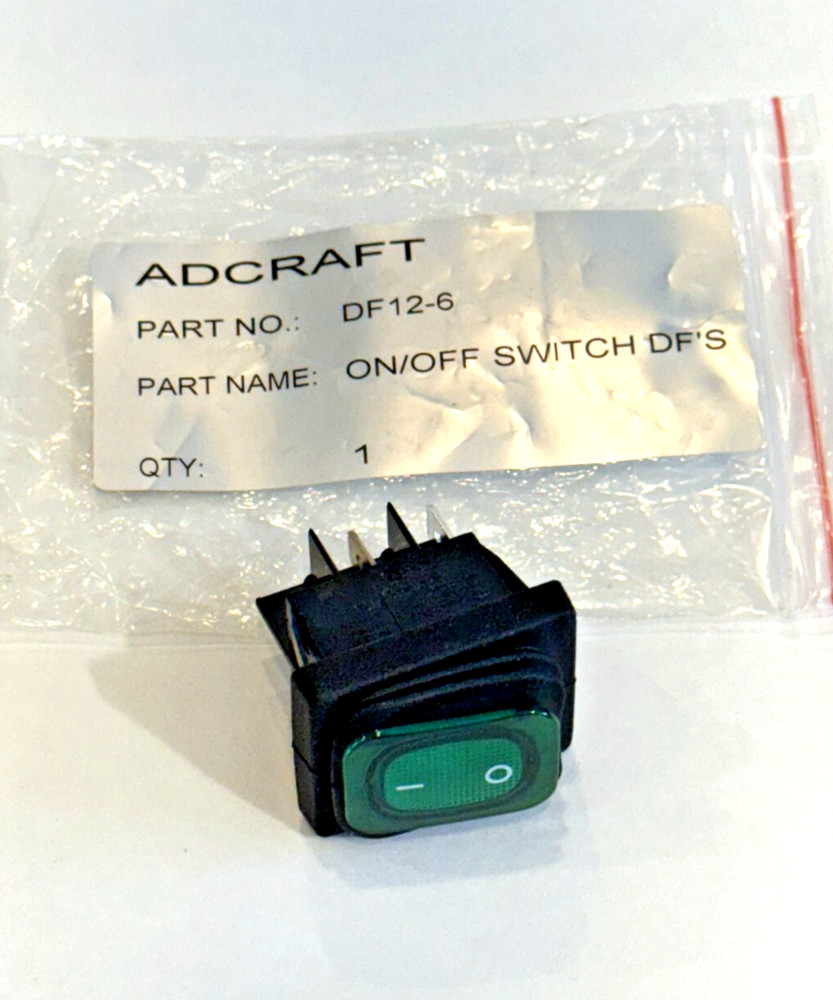 ADCRAFT
PART NO.: DF12-6
PART NAME: ON/OFF SWITCH DF'S
QTY: 1
I O